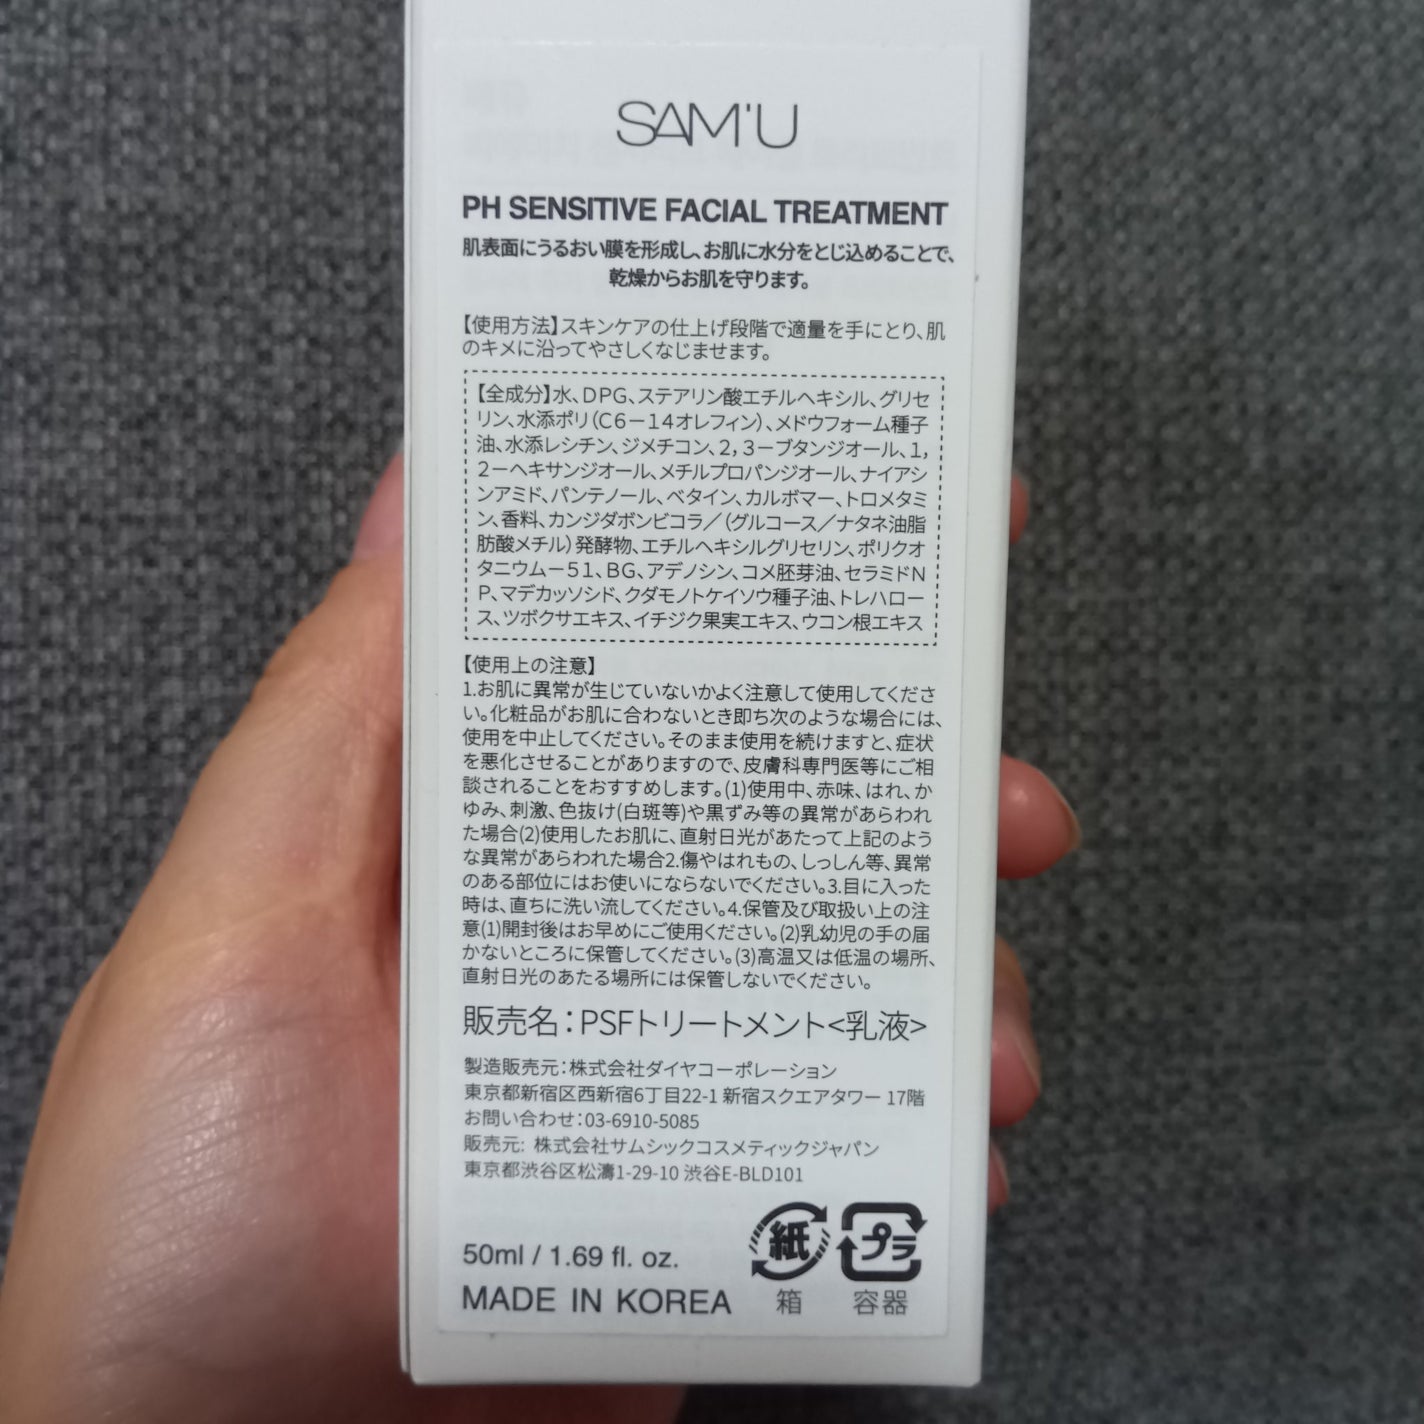 SAM'U
PH SENSITIVE FACIAL TREATMENT
肌表面にうるおい膜を形成し、お肌に水分をとじ込めることで、
乾燥からお肌を守ります。
【使用方法】スキンケアの仕上げ段階で適量を手にとり、肌
のキメに沿ってやさしくなじませます。
【全成分】水、DPG、ステアリン酸エチルヘキシル、グリセ
リン、水添ポリ(C6－14オレフィン)、メドウフォーム種子
油、水添レシチン、ジメチコン、2，3－ブタンジオール、1，
2－ヘキサンジオール、メチルプロパンジオール、ナイアシ
ンアミド、パンテノール、ベタイン、カルボマー、トロメタミ
ン、香料、カンジダボンビコラ／(グルコース／ナタネ油脂
肪酸メチル)発酵物、エチルヘキシルグリセリン、ポリクオ
タニウム－51、BG、アデノシン、コメ胚芽油、セラミドN
P、マデカッソシド、クダモノトケイソウ種子油、トレハロー
ス、ツボクサエキス、イチジク果実エキス、ウコン根エキス
【使用上の注意】
1.お肌に異常が生じていないかよく注意して使用してくださ
い。化粧品がお肌に合わないとき即ち次のような場合には、
使用を中止してください。そのまま使用を続けますと、症状
を悪化させることがありますので、皮膚科専門医等にご相
談されることをおすすめします。(1)使用中、赤味、はれ、か
ゆみ、刺激、色抜け(白斑等)や黒ずみ等の異常があらわれ
た場合(2)使用したお肌に、直射日光があたって上記のよう
な異常があらわれた場合2.傷やはれもの、しっしん等、異常
のある部位にはお使いにならないでください。3.目に入った
時は、直ちに洗い流してください。4.保管及び取扱い上の注
意(1)開封後はお早めにご使用ください。(2)乳幼児の手の届
かないところに保管してください。(3)高温又は低温の場所、
直射日光のあたる場所には保管しないでください。
販売名：PSFトリートメント<乳液>
製造販売元：株式会社ダイヤコーポレーション
東京都新宿区西新宿6丁目22-1 新宿スクエアタワー 17階
お問い合わせ：03-6910-5085
販売元: 株式会社サムシックコスメティックジャパン
東京都渋谷区松濤1-29-10 渋谷E-BLD101
紙 プラ
50ml / 1.69 fl. oz.
MADE IN KOREA
箱 容器